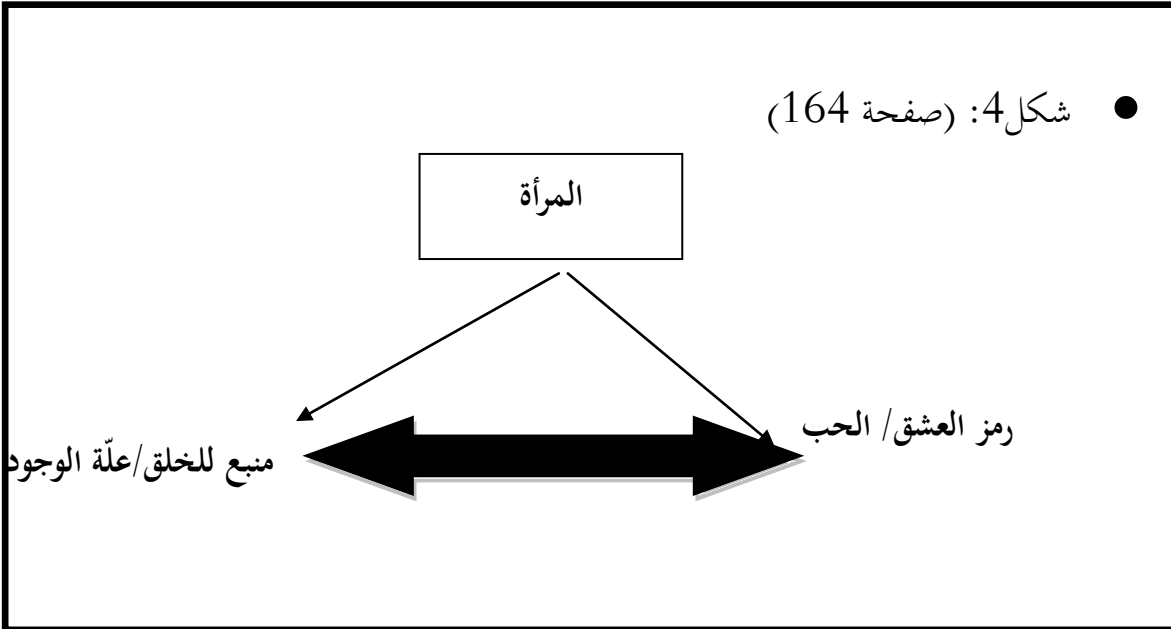 ● شكل4: (صفحة 164)
المرأة
رمز العشق/ الحب
منبع للخلق/علّة الوجود